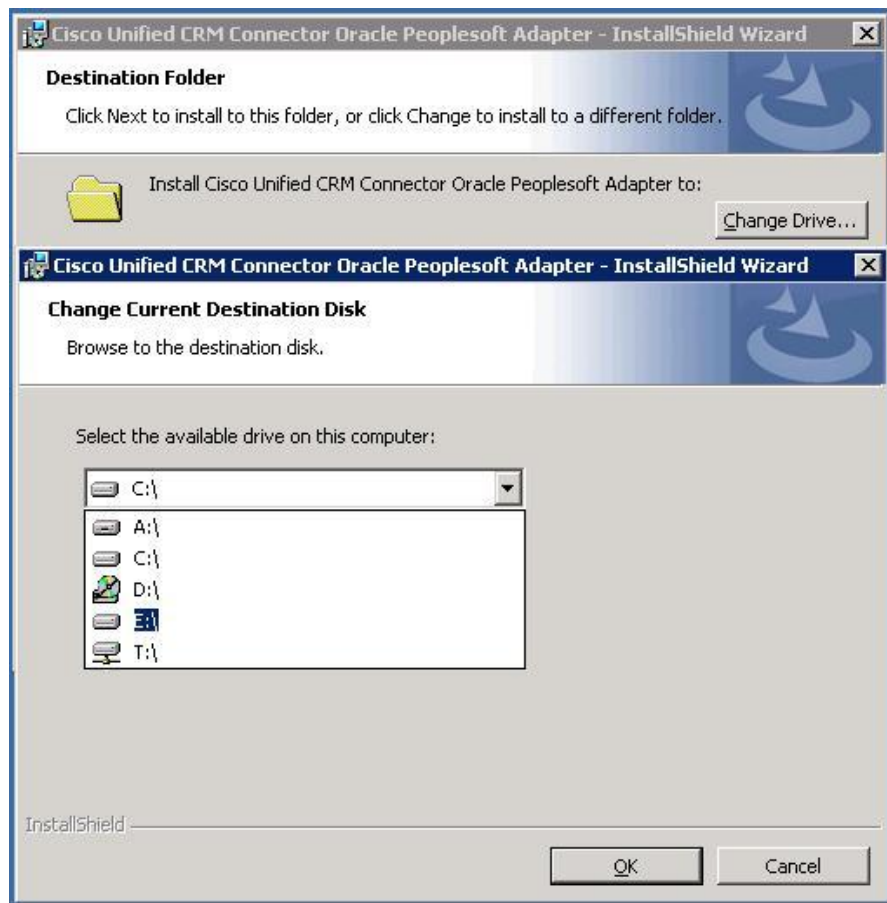 Cisco Unified CRM Connector Oracle Peoplesoft Adapter - InstallShield Wizard
Destination Folder
Click Next to install to this folder, or click Change to install to a different folder.
Install Cisco Unified CRM Connector Oracle Peoplesoft Adapter to:
Change Drive...
Cisco Unified CRM Connector Oracle Peoplesoft Adapter - InstallShield Wizard
Change Current Destination Disk
Browse to the destination disk.
Select the available drive on this computer:
C:\
A:\
C:\
D:\
E:\
T:\
InstallShield
OK Cancel